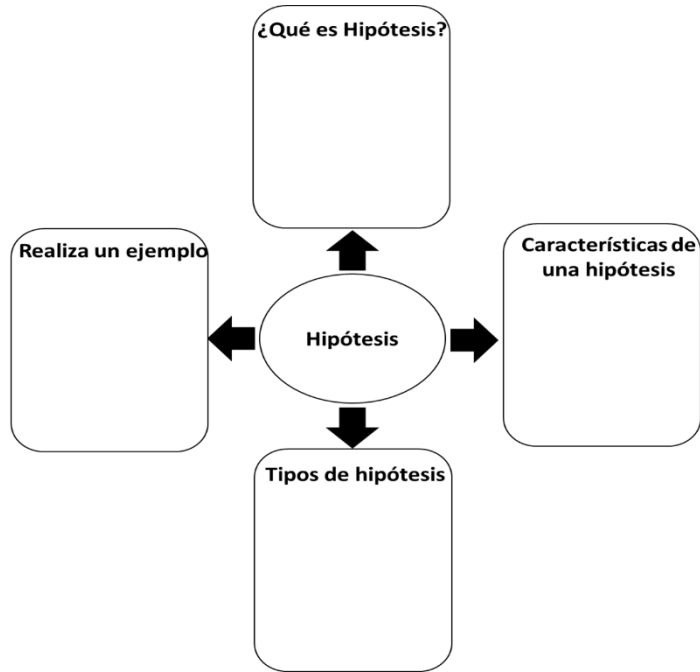 ¿Qué es Hipótesis?
Realiza un ejemplo
Características de
una hipótesis
Hipótesis
Tipos de hipótesis